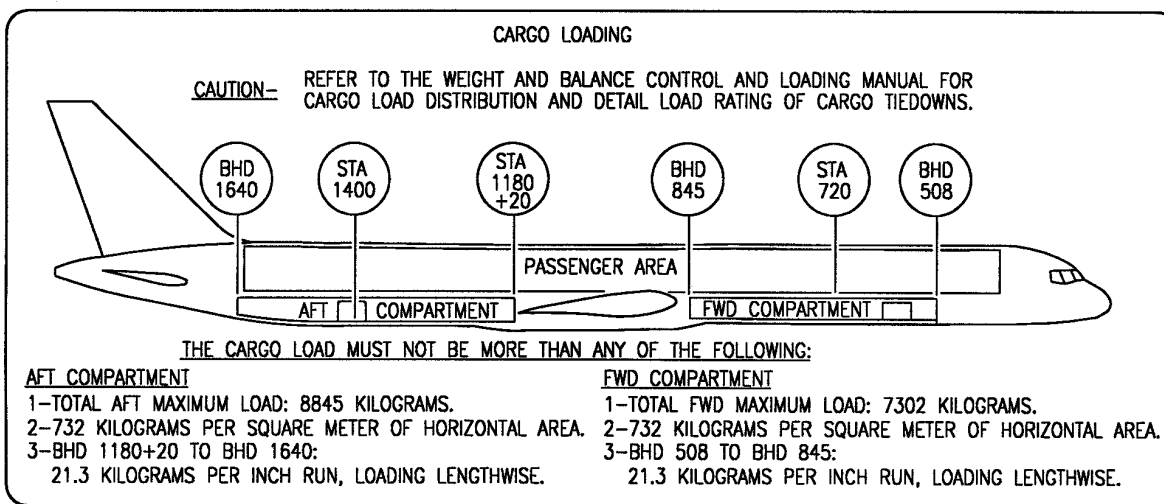 CARGO LOADING
CAUTION- REFER TO THE WEIGHT AND BALANCE CONTROL AND LOADING MANUAL FOR
CARGO LOAD DISTRIBUTION AND DETAIL LOAD RATING OF CARGO TIEDOWNS.
BHD
1640
STA
1400
STA
1180
+20
BHD
845
STA
720
BHD
508
PASSENGER AREA
AFT COMPARTMENT
FWD COMPARTMENT
THE CARGO LOAD MUST NOT BE MORE THAN ANY OF THE FOLLOWING:
AFT COMPARTMENT
1-TOTAL AFT MAXIMUM LOAD: 8845 KILOGRAMS.
2-732 KILOGRAMS PER SQUARE METER OF HORIZONTAL AREA.
3-BHD 1180+20 TO BHD 1640:
21.3 KILOGRAMS PER INCH RUN, LOADING LENGTHWISE.
FWD COMPARTMENT
1-TOTAL FWD MAXIMUM LOAD: 7302 KILOGRAMS.
2-732 KILOGRAMS PER SQUARE METER OF HORIZONTAL AREA.
3-BHD 508 TO BHD 845:
21.3 KILOGRAMS PER INCH RUN, LOADING LENGTHWISE.